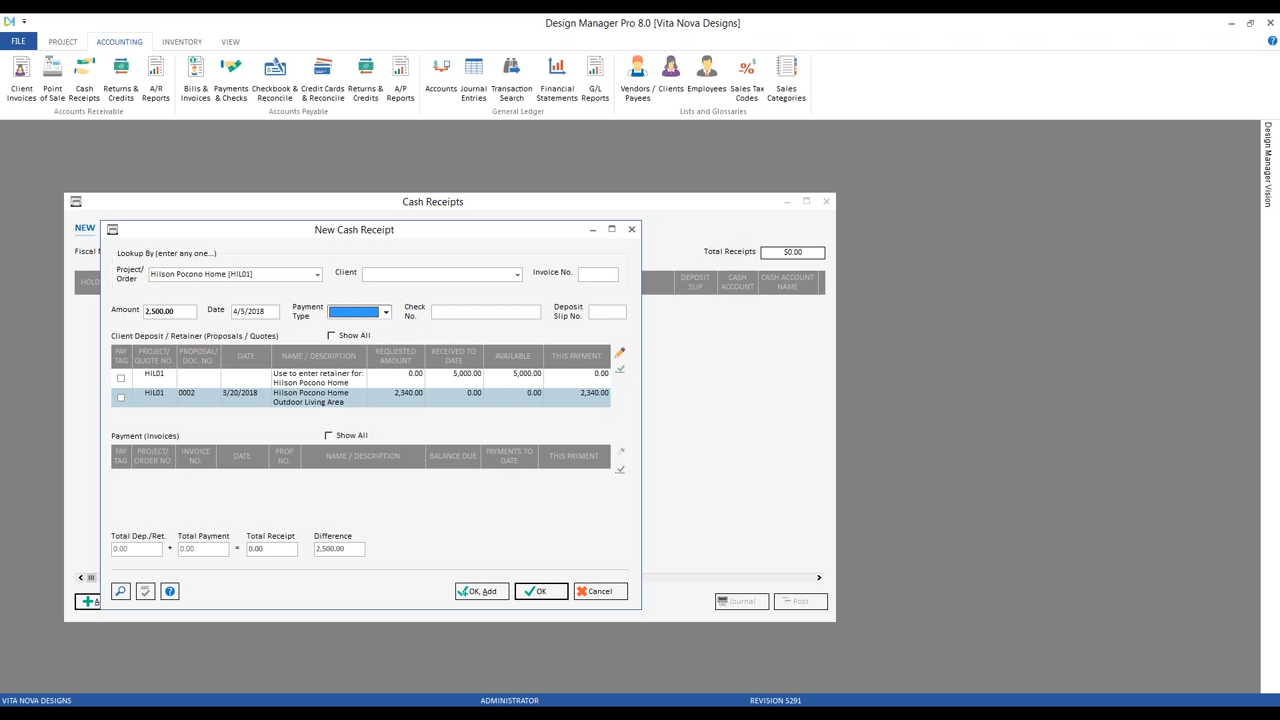 Design Manager Pro 8.0 [Vita Nova Designs]
FILE PROJECT ACCOUNTING INVENTORY VIEW
Client Invoices
Point of Sale
Cash Receipts
Returns & Credits
A/R Reports
Bills & Invoices
Payments & Checks
Checkbook & Reconcile
Credit Cards & Reconcile
Returns & Credits
A/P Reports
Accounts
Journal Entries
Transaction Search
Financial Statements
G/L Reports
Vendors / Payees
Clients
Employees
Sales Tax Codes
Sales Categories
Accounts Receivable
Accounts Payable
General Ledger
Lists and Glossaries
Design Manager Vision
Cash Receipts
NEW
Total Receipts $0.00
HOLD
DEPOSIT SLIP
CASH ACCOUNT
CASH ACCOUNT NAME
New Cash Receipt
Lookup By (enter any one...)
Project/ Order
Hilson Pocono Home [HIL01]
Client
Invoice No.
Amount 2,500.00
Date 4/5/2018
Payment Type
Check No.
Deposit Slip No.
Client Deposit / Retainer (Proposals / Quotes)
Show All
PAY TAG
PROJECT/ QUOTE NO.
PROPOSAL/ DOC. NO.
DATE
NAME / DESCRIPTION
REQUESTED AMOUNT
RECEIVED TO DATE
AVAILABLE
THIS PAYMENT
HIL01 Use to enter retainer for: 0.00 5,000.00 5,000.00 0.00
Hilson Pocono Home
HIL01 0002 3/20/2018 Hilson Pocono Home 2,340.00 0.00 0.00 2,340.00
Outdoor Living Area
Payment (Invoices)
Show All
PAY TAG
PROJECT/ ORDER NO.
INVOICE NO.
DATE
PROP NO.
NAME / DESCRIPTION
BALANCE DUE
PAYMENTS TO DATE
THIS PAYMENT
Total Dep./Ret. Total Payment Total Receipt Difference
0.00 + 0.00 = 0.00 2,500.00
OK, Add
OK
Cancel
Journal
Post
VITA NOVA DESIGNS
ADMINISTRATOR
REVISION 5291